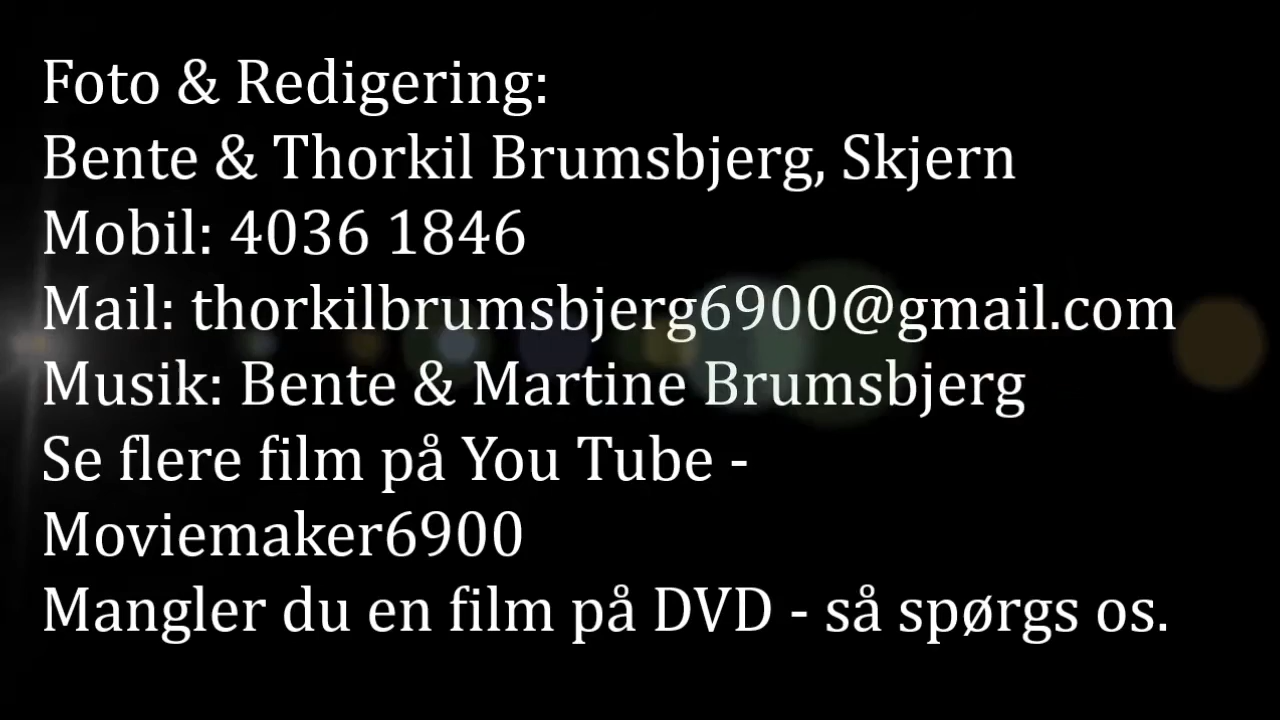 Foto & Redigering:
Bente & Thorkil Brumsbjerg, Skjern
Mobil: 4036 1846
Mail: thorkilbrumsbjerg6900@gmail.com
Musik: Bente & Martine Brumsbjerg
Se flere film på You Tube -
Moviemaker6900
Mangler du en film på DVD - så spørgs os.